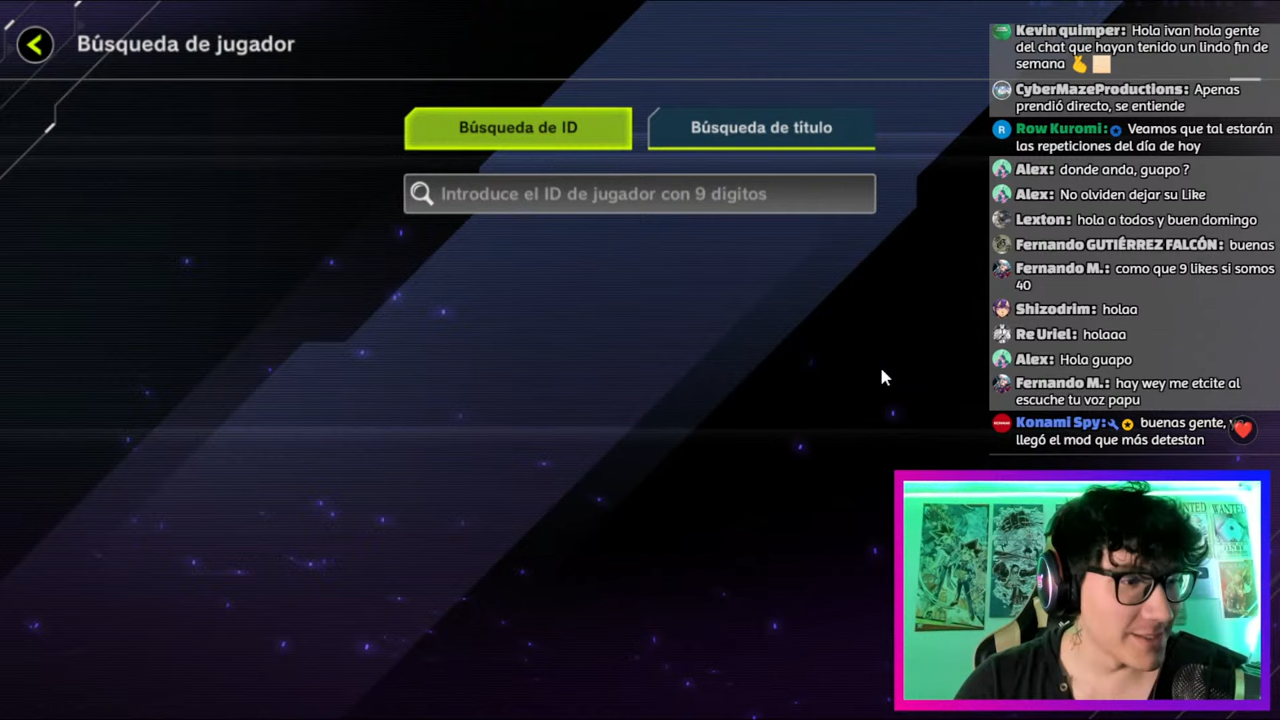 Búsqueda de jugador
Búsqueda de ID
Búsqueda de título
Introduce el ID de jugador con 9 dígitos
Kevin quimper: Hola ivan hola gente
del chat que hayan tenido un lindo fin de
semana
CyberMazeProductions: Apenas
prendió directo, se entiende
Row Kuromi: Veamos que tal estarán
las repeticiones del día de hoy
Alex: donde anda, guapo ?
Alex: No olviden dejar su Like
Lexton: hola a todos y buen domingo
Fernando GUTIÉRREZ FALCÓN: buenas
Fernando M.: como que 9 likes si somos
40
Shizodrim: holaa
Re Uriel: holaaa
Alex: Hola guapo
Fernando M.: hay wey me etcite al
escuche tu voz papu
Konami Spy: buenas gente,
llegó el mod que más detestan